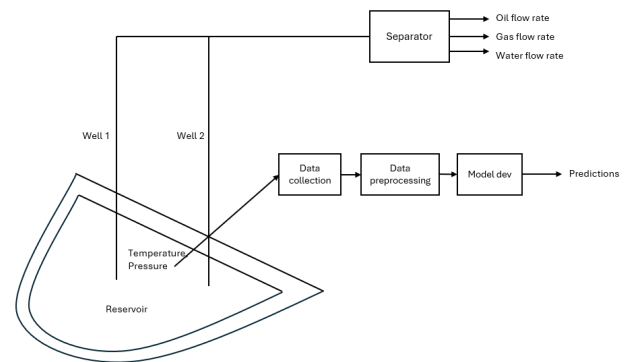 Oil flow rate
Separator
Gas flow rate
Water flow rate
Well 1
Well 2
Data
collection
Data
preprocessing
Model dev
Predictions
Temperature,
Pressure
Reservoir